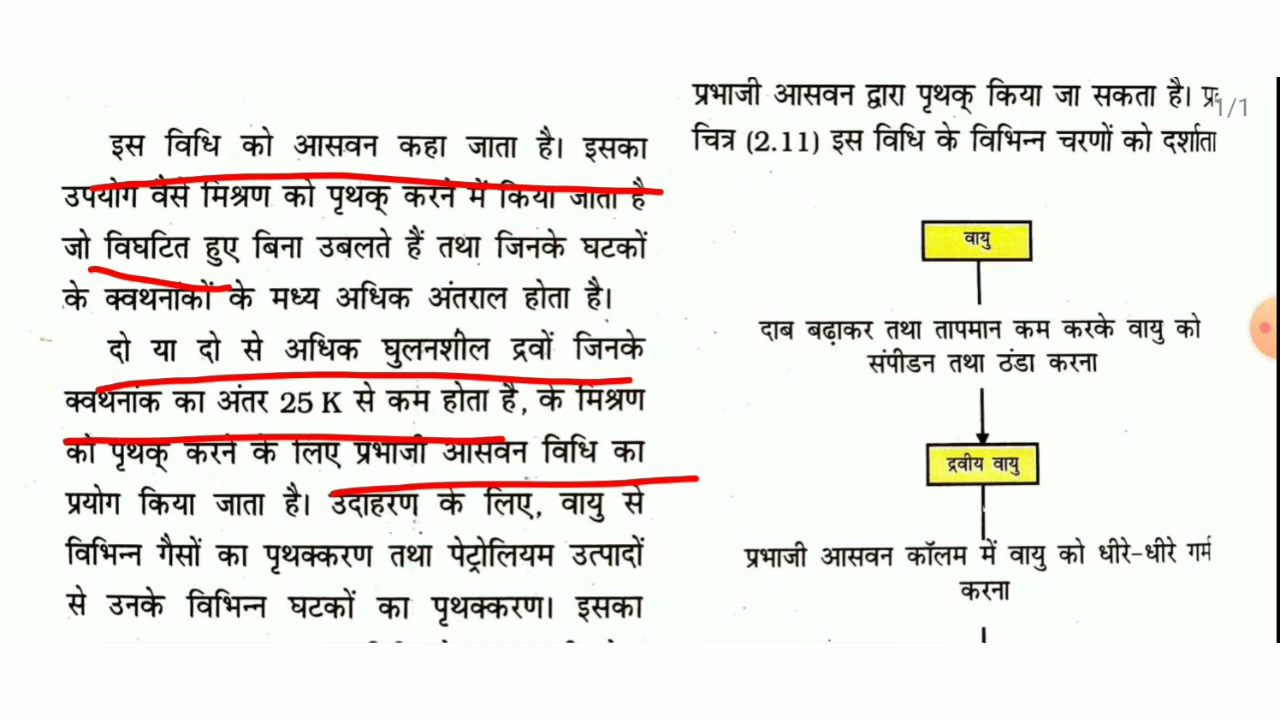 इस विधि को आसवन कहा जाता है। इसका
उपयोग वैसे मिश्रण को पृथक् करने में किया जाता है
जो विघटित हुए बिना उबलते हैं तथा जिनके घटकों
के क्वथनांकों के मध्य अधिक अंतराल होता है।
दो या दो से अधिक घुलनशील द्रवों जिनके
क्वथनांक का अंतर 25 K से कम होता है, के मिश्रण
को पृथक् करने के लिए प्रभाजी आसवन विधि का
प्रयोग किया जाता है। उदाहरण के लिए, वायु से
विभिन्न गैसों का पृथक्करण तथा पेट्रोलियम उत्पादों
से उनके विभिन्न घटकों का पृथक्करण। इसका
प्रभाजी आसवन द्वारा पृथक् किया जा सकता है।
1/1
चित्र (2.11) इस विधि के विभिन्न चरणों को दर्शाता
वायु
दाब बढ़ाकर तथा तापमान कम करके वायु को
संपीडन तथा ठंडा करना
द्रवीय वायु
प्रभाजी आसवन कॉलम में वायु को धीरे-धीरे गर्म
करना